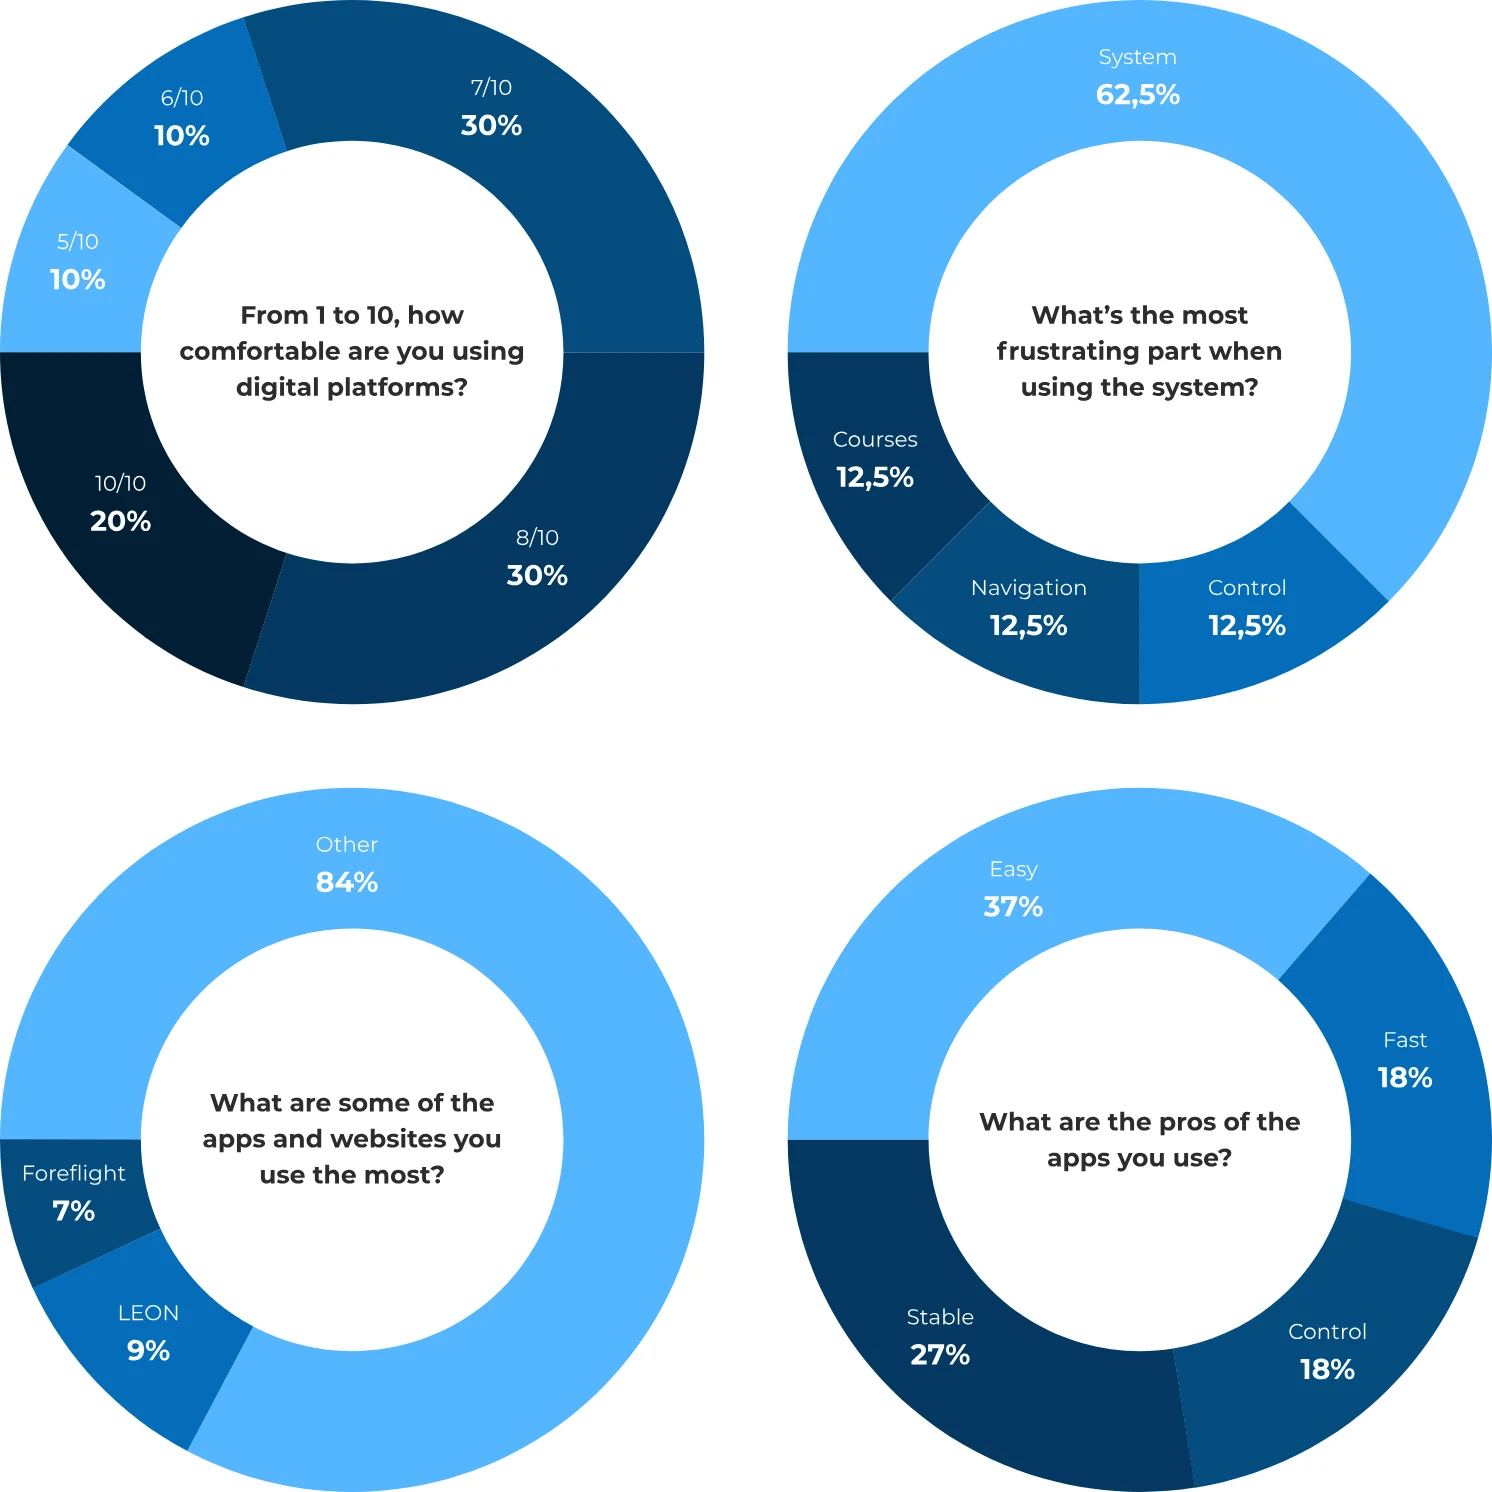 6/10
10%
7/10
30%
5/10
10%
From 1 to 10, how
comfortable are you using
digital platforms?
10/10
20%
8/10
30%
System
62,5%
What’s the most
frustrating part when
using the system?
Courses
12,5%
Navigation
12,5%
Control
12,5%
Other
84%
What are some of the
apps and websites you
use the most?
Foreflight
7%
LEON
9%
Easy
37%
Fast
18%
What are the pros of the
apps you use?
Stable
27%
Control
18%